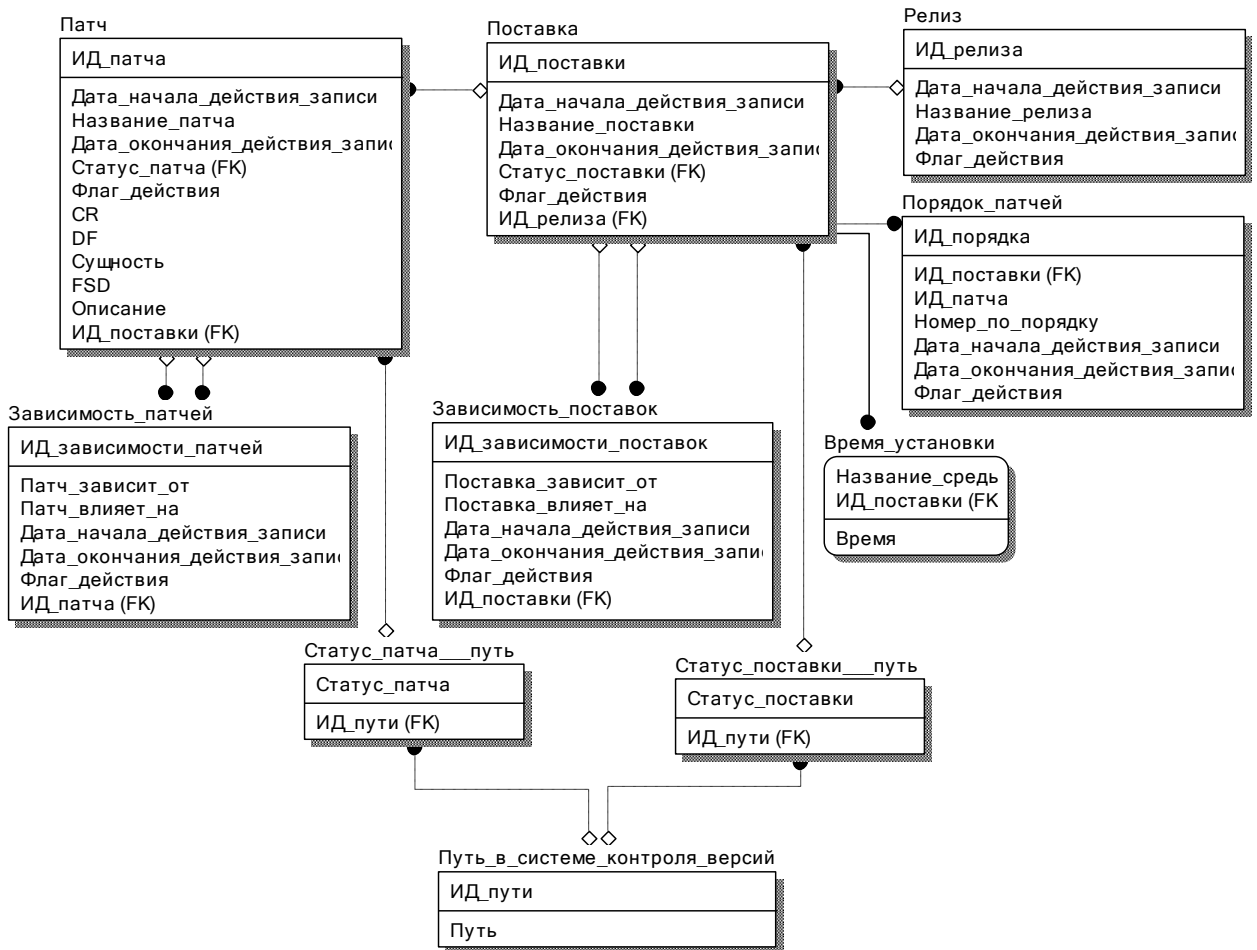 Патч
ИД_патча
Дата_начала_действия_записи
Название_патча
Дата_окончания_действия_запис
Статус_патча (FK)
Флаг_действия
CR
DF
Сущность
FSD
Описание
ИД_поставки (FK)
Поставка
ИД_поставки
Дата_начала_действия_записи
Название_поставки
Дата_окончания_действия_запис
Статус_поставки (FK)
Флаг_действия
ИД_релиза (FK)
Релиз
ИД_релиза
Дата_начала_действия_записи
Название_релиза
Дата_окончания_действия_запис
Флаг_действия
Порядок_патчей
ИД_порядка
ИД_поставки (FK)
ИД_патча
Номер_по_порядку
Дата_начала_действия_записи
Дата_окончания_действия_запис
Флаг_действия
Зависимость_патчей
ИД_зависимости_патчей
Патч_зависит_от
Патч_влияет_на
Дата_начала_действия_записи
Дата_окончания_действия_запис
Флаг_действия
ИД_патча (FK)
Зависимость_поставок
ИД_зависимости_поставок
Поставка_зависит_от
Поставка_влияет_на
Дата_начала_действия_записи
Дата_окончания_действия_запис
Флаг_действия
ИД_поставки (FK)
Время_установки
Название_средь
ИД_поставки (FK
Время
Статус_патча___путь
Статус_патча
ИД_пути (FK)
Статус_поставки___путь
Статус_поставки
ИД_пути (FK)
Путь_в_системе_контроля_версий
ИД_пути
Путь